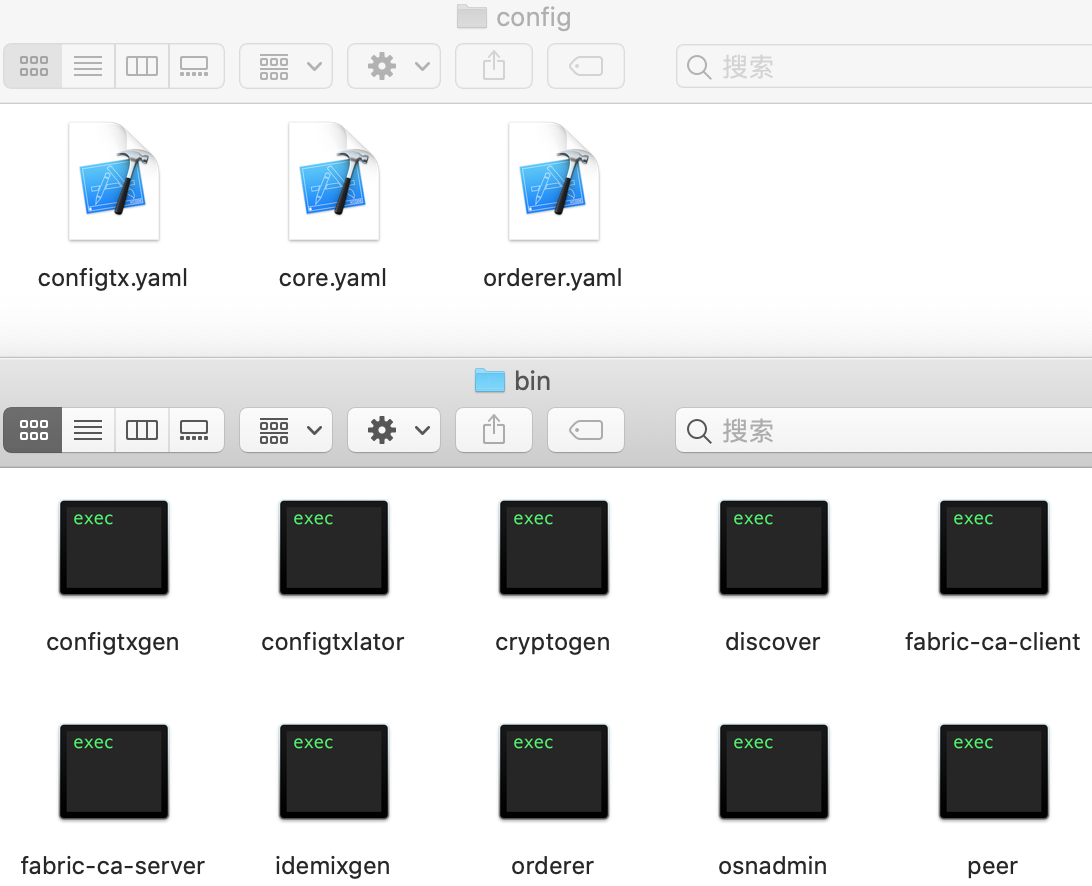 config
搜索
configtx.yaml core.yaml orderer.yaml
bin
搜索
exec exec exec exec exec
configtxgen configtxlator cryptogen discover fabric-ca-client
exec exec exec exec exec
fabric-ca-server idemixgen orderer osnadmin peer